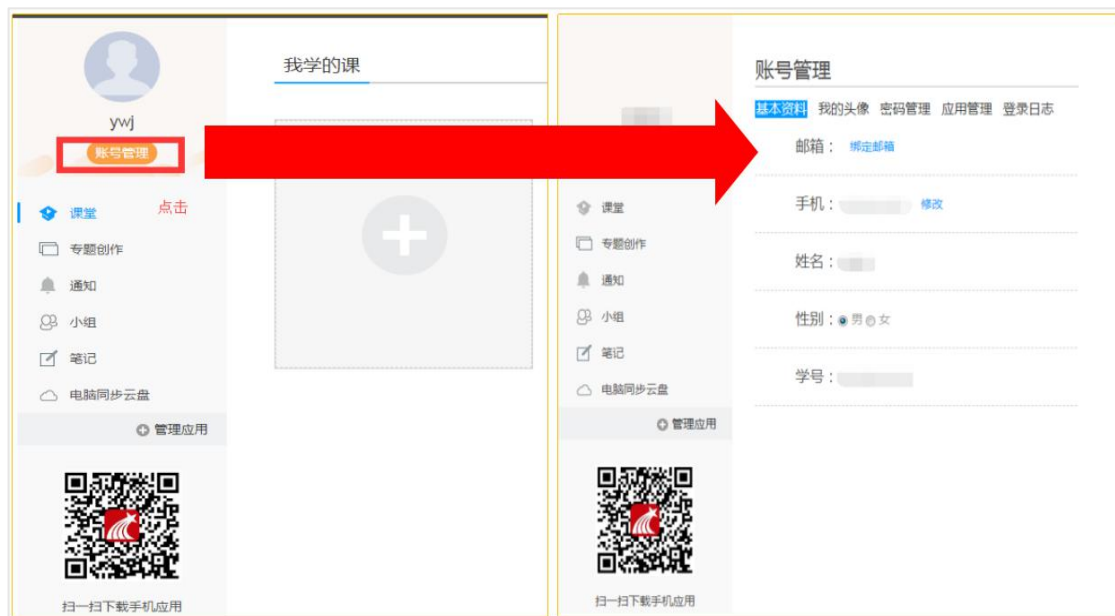 ywj
账号管理
点击
课堂
专题创作
通知
小组
笔记
电脑同步云盘
管理应用
扫一扫下载手机应用
我学的课
课堂
专题创作
通知
小组
笔记
电脑同步云盘
管理应用
扫一扫下载手机应用
账号管理
基本资料 我的头像 密码管理 应用管理 登录日志
邮箱： 绑定邮箱
手机： 修改
姓名：
性别： 男 女
学号：